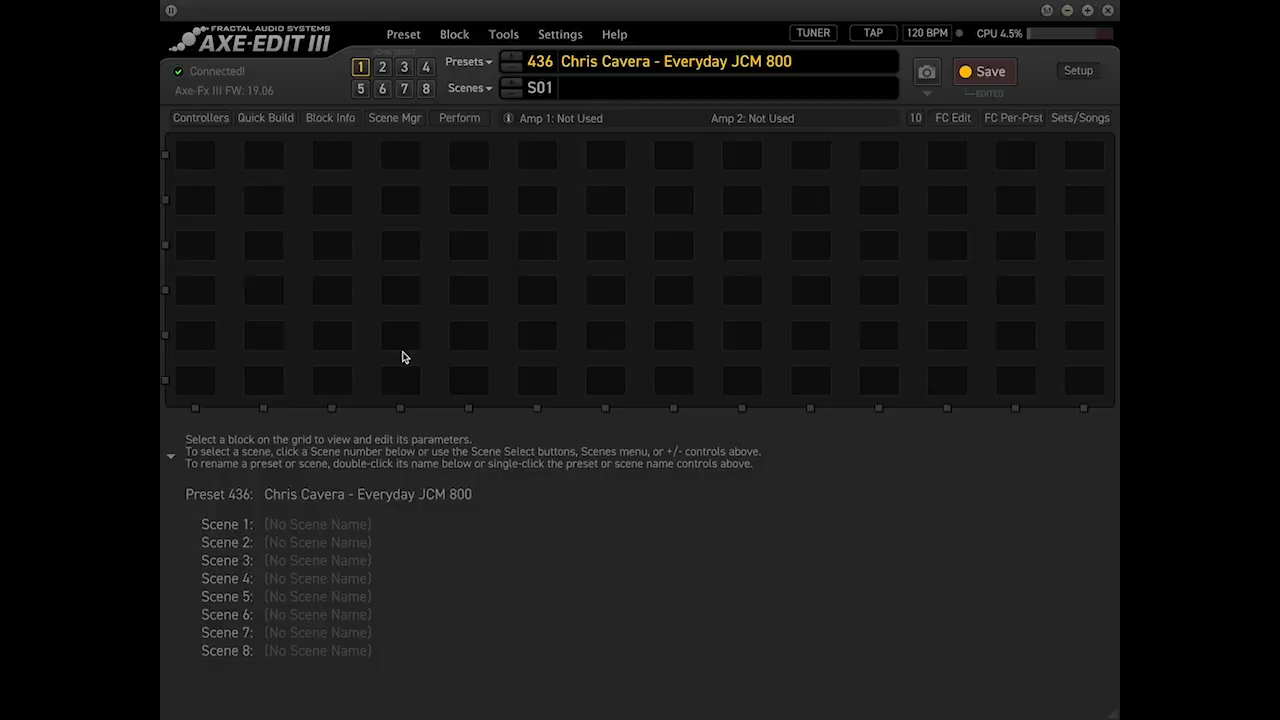 FRACTAL AUDIO SYSTEMS
AXE-EDIT III
Preset Block Tools Settings Help
TUNER TAP 120 BPM CPU 4.5%
SCENE SELECT
1 2 3 4
5 6 7 8
Presets
436 Chris Cavera - Everyday JCM 800
Scenes
S01
Save
EDITED
Setup
Connected!
Axe-Fx III FW: 19.06
Controllers Quick Build Block Info Scene Mgr Perform
Amp 1: Not Used Amp 2: Not Used
10 FC Edit FC Per-Prst Sets/Songs
Select a block on the grid to view and edit its parameters.
To select a scene, click a Scene number below or use the Scene Select buttons, Scenes menu, or +/- controls above.
To rename a preset or scene, double-click its name below or single-click the preset or scene name controls above.
Preset 436: Chris Cavera - Everyday JCM 800
Scene 1: (No Scene Name)
Scene 2: (No Scene Name)
Scene 3: (No Scene Name)
Scene 4: (No Scene Name)
Scene 5: (No Scene Name)
Scene 6: (No Scene Name)
Scene 7: (No Scene Name)
Scene 8: (No Scene Name)